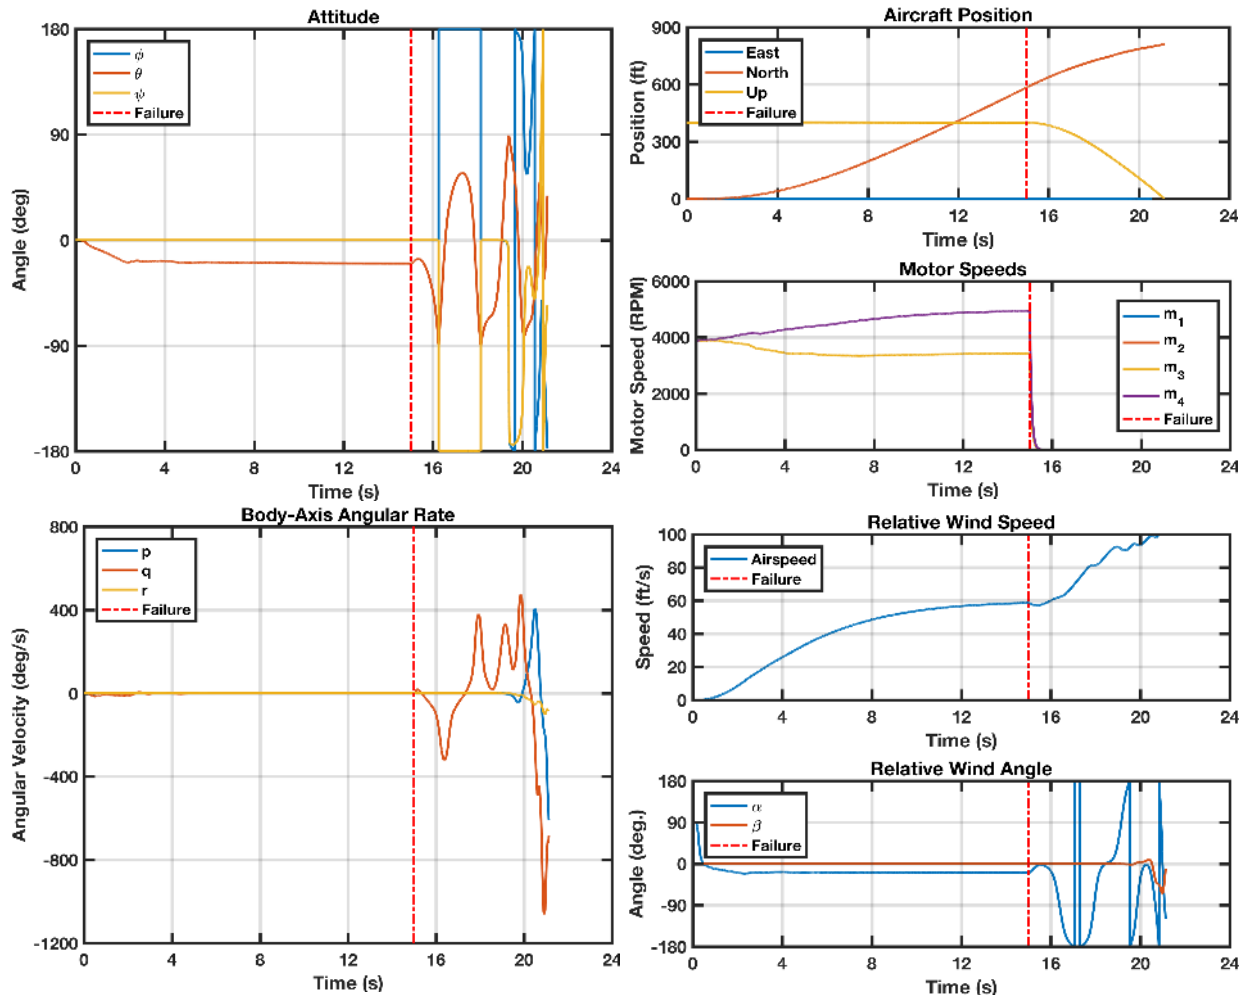 Attitude
180
90
0
-90
-180
Angle (deg)
ϕ
θ
ψ
Failure
0 4 8 12 16 20 24
Time (s)
Aircraft Position
900
600
300
0
Position (ft)
East
North
Up
Failure
0 4 8 12 16 20 24
Time (s)
Motor Speeds
6000
4000
2000
0
Motor Speed (RPM)
m1
m2
m3
m4
Failure
0 4 8 12 16 20 24
Time (s)
Body-Axis Angular Rate
800
400
0
-400
-800
-1200
Angular Velocity (deg/s)
p
q
r
Failure
0 4 8 12 16 20 24
Time (s)
Relative Wind Speed
100
80
60
40
20
0
Speed (ft/s)
Airspeed
Failure
0 4 8 12 16 20 24
Time (s)
Relative Wind Angle
180
90
0
-90
-180
Angle (deg.)
α
β
Failure
0 4 8 12 16 20 24
Time (s)